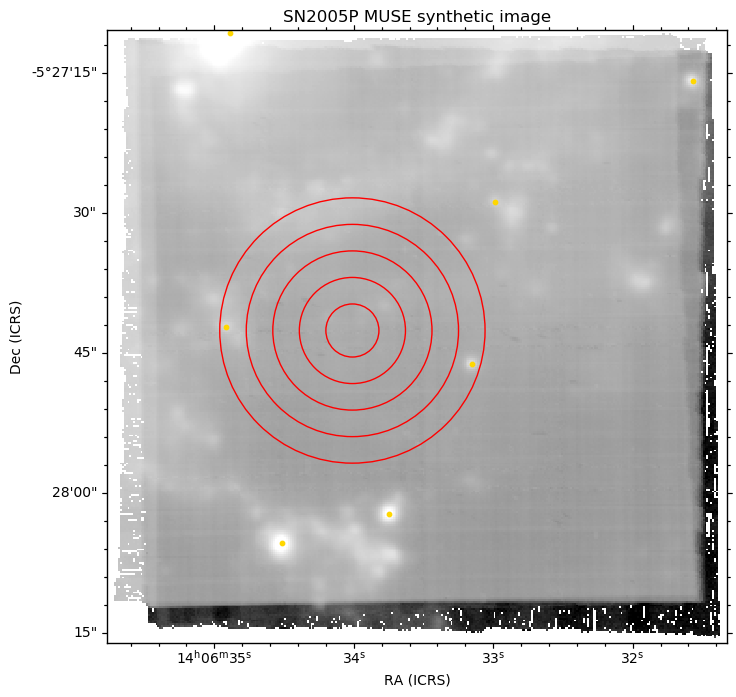 SN2005P MUSE synthetic image
-5°27'15"
30"
45"
28'00"
15"
Dec (ICRS)
14ʰ06ᵐ35ˢ
34ˢ
33ˢ
32ˢ
RA (ICRS)